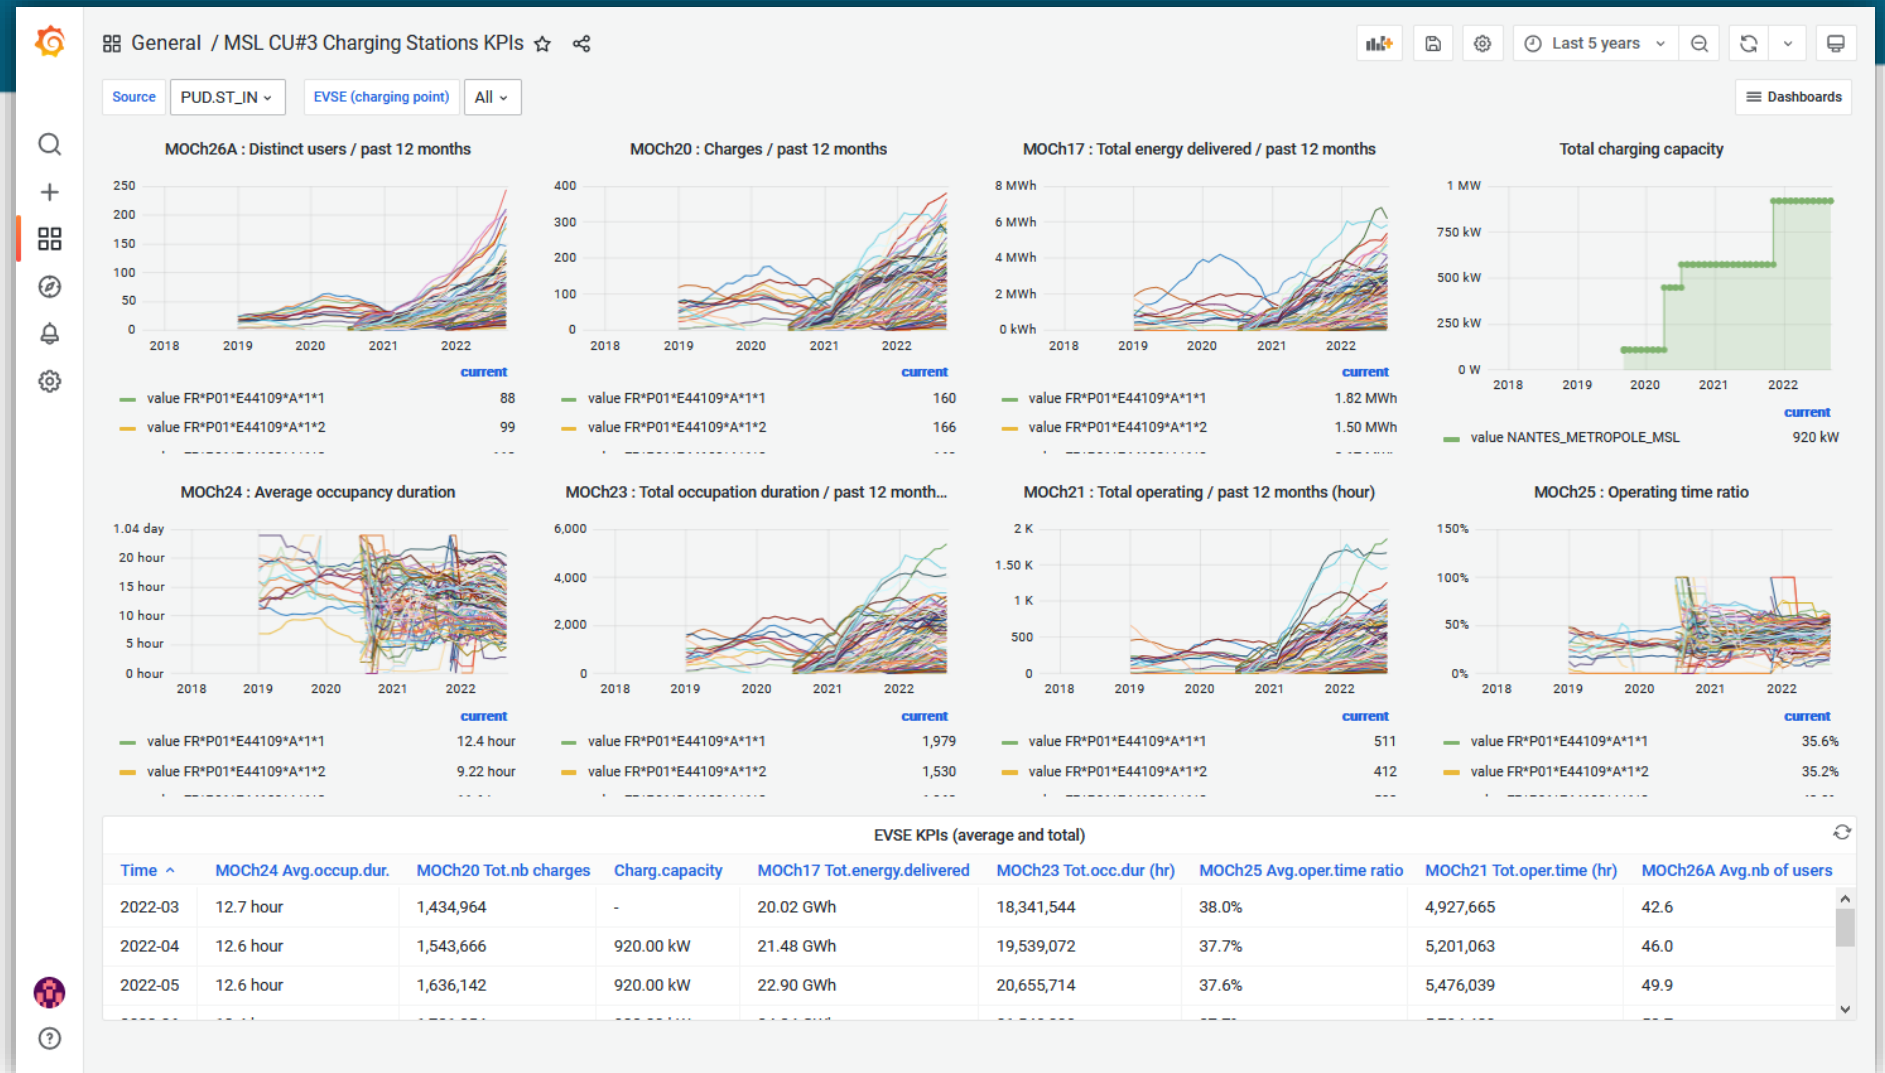 General / MSL CU#3 Charging Stations KPIs
Last 5 years
Source PUD.ST_IN EVSE (charging point) All
Dashboards
MOCh26A : Distinct users / past 12 months
250
200
150
100
50
0
2018 2019 2020 2021 2022
current
value FR*P01*E44109*A*1*1 88
value FR*P01*E44109*A*1*2 99
MOCh20 : Charges / past 12 months
400
300
200
100
0
2018 2019 2020 2021 2022
current
value FR*P01*E44109*A*1*1 160
value FR*P01*E44109*A*1*2 166
MOCh17 : Total energy delivered / past 12 months
8 MWh
6 MWh
4 MWh
2 MWh
0 kWh
2018 2019 2020 2021 2022
current
value FR*P01*E44109*A*1*1 1.82 MWh
value FR*P01*E44109*A*1*2 1.50 MWh
Total charging capacity
1 MW
750 kW
500 kW
250 kW
0 W
2018 2019 2020 2021 2022
current
value NANTES_METROPOLE_MSL 920 kW
MOCh24 : Average occupancy duration
1.04 day
20 hour
15 hour
10 hour
5 hour
0 hour
2018 2019 2020 2021 2022
current
value FR*P01*E44109*A*1*1 12.4 hour
value FR*P01*E44109*A*1*2 9.22 hour
MOCh23 : Total occupation duration / past 12 month...
6,000
4,000
2,000
0
2018 2019 2020 2021 2022
current
value FR*P01*E44109*A*1*1 1,979
value FR*P01*E44109*A*1*2 1,530
MOCh21 : Total operating / past 12 months (hour)
2 K
1.50 K
1 K
500
0
2018 2019 2020 2021 2022
current
value FR*P01*E44109*A*1*1 511
value FR*P01*E44109*A*1*2 412
MOCh25 : Operating time ratio
150%
100%
50%
0%
2018 2019 2020 2021 2022
current
value FR*P01*E44109*A*1*1 35.6%
value FR*P01*E44109*A*1*2 35.2%
EVSE KPIs (average and total)
Time MOCh24 Avg.occup.dur. MOCh20 Tot.nb charges Charg.capacity MOCh17 Tot.energy.delivered MOCh23 Tot.occ.dur (hr) MOCh25 Avg.oper.time ratio MOCh21 Tot.oper.time (hr) MOCh26A Avg.nb of users
2022-03 12.7 hour 1,434,964 - 20.02 GWh 18,341,544 38.0% 4,927,665 42.6
2022-04 12.6 hour 1,543,666 920.00 kW 21.48 GWh 19,539,072 37.7% 5,201,063 46.0
2022-05 12.6 hour 1,636,142 920.00 kW 22.90 GWh 20,655,714 37.6% 5,476,039 49.9